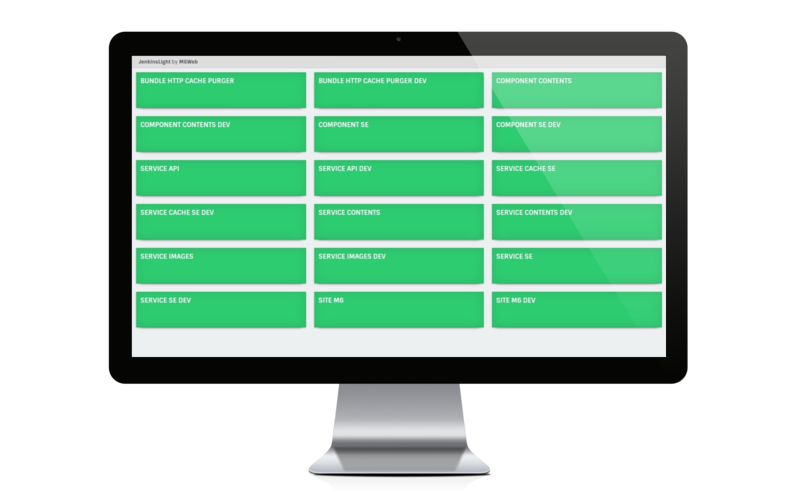 JenkinsLight by M6Web
BUNDLE HTTP CACHE PURGER
BUNDLE HTTP CACHE PURGER DEV
COMPONENT CONTENTS
COMPONENT CONTENTS DEV
COMPONENT SE
COMPONENT SE DEV
SERVICE API
SERVICE API DEV
SERVICE CACHE SE
SERVICE CACHE SE DEV
SERVICE CONTENTS
SERVICE CONTENTS DEV
SERVICE IMAGES
SERVICE IMAGES DEV
SERVICE SE
SERVICE SE DEV
SITE M6
SITE M6 DEV